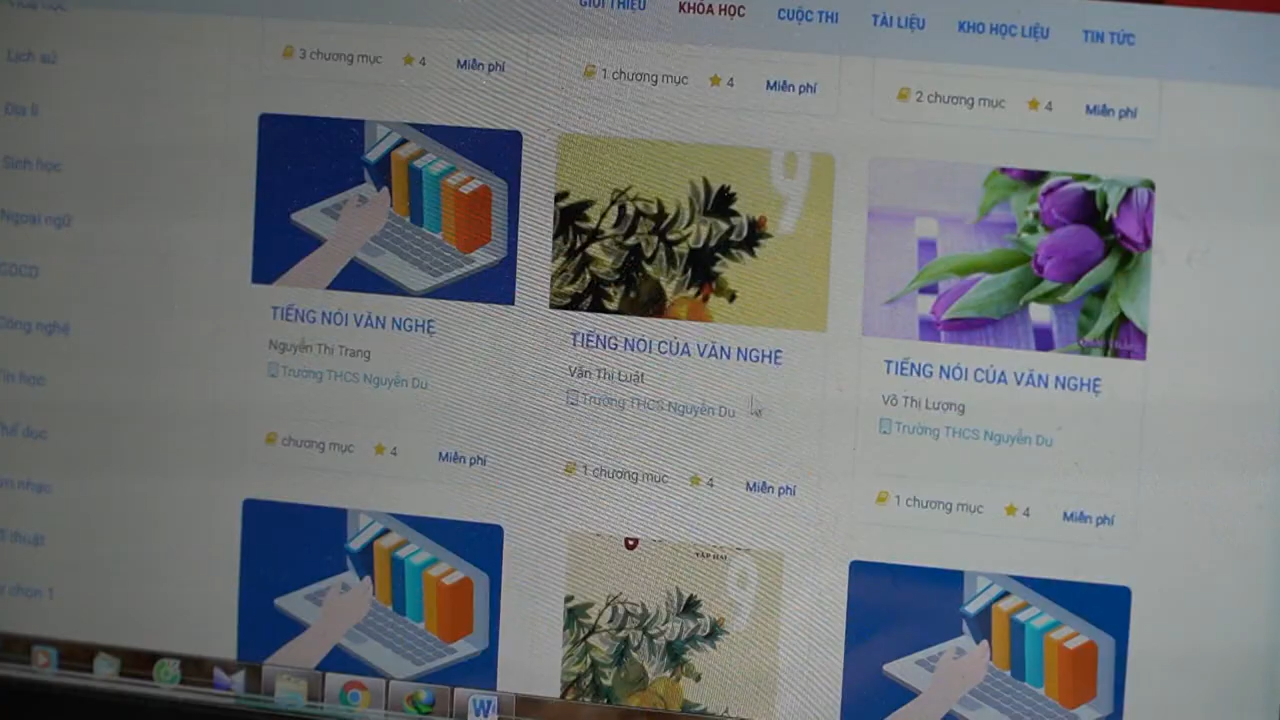 GIỚI THIỆU
KHÓA HỌC
CUỘC THI
TÀI LIỆU
KHO HỌC LIỆU
TIN TỨC
Lịch sử
Địa lí
Sinh học
Ngoại ngữ
GDCD
Công nghệ
Tin học
Thể dục
3 chương mục 4 Miễn phí
1 chương mục 4 Miễn phí
2 chương mục 4 Miễn phí
9
TIẾNG NÓI VĂN NGHỆ
Nguyễn Thị Trang
Trường THCS Nguyễn Du
chương mục 4 Miễn phí
TIẾNG NÓI CỦA VĂN NGHỆ
Văn Thị Luật
Trường THCS Nguyễn Du
1 chương mục 4 Miễn phí
TIẾNG NÓI CỦA VĂN NGHỆ
Võ Thị Lượng
Trường THCS Nguyễn Du
1 chương mục 4 Miễn phí
TẬP HAI
9
W